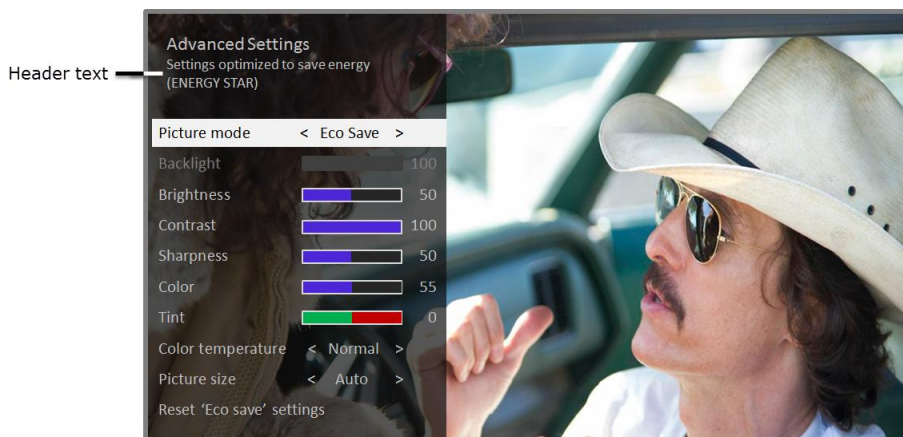 Advanced Settings
Settings optimized to save energy
(ENERGY STAR)
Header text
Picture mode < Eco Save >
Backlight 100
Brightness 50
Contrast 100
Sharpness 50
Color 55
Tint 0
Color temperature < Normal >
Picture size < Auto >
Reset ‘Eco save’ settings